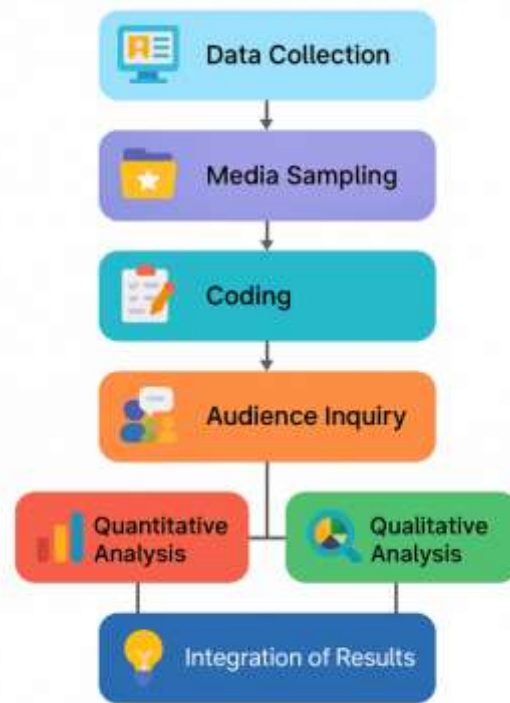 Data Collection
Media Sampling
Coding
Audience Inquiry
Quantitative
Analysis
Qualitative
Analysis
Integration of Results